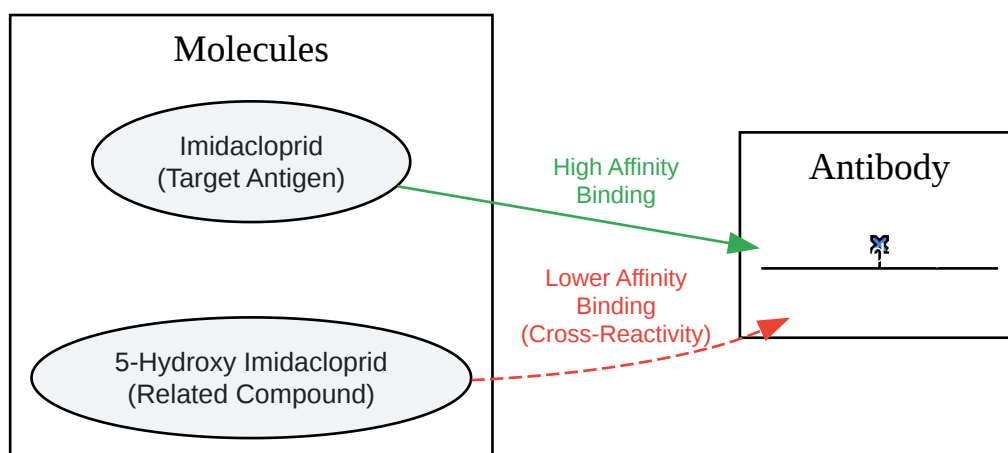 Molecules
Imidacloprid
(Target Antigen)
High Affinity
Binding
Antibody
Lower Affinity
Binding
(Cross-Reactivity)
5-Hydroxy Imidacloprid
(Related Compound)